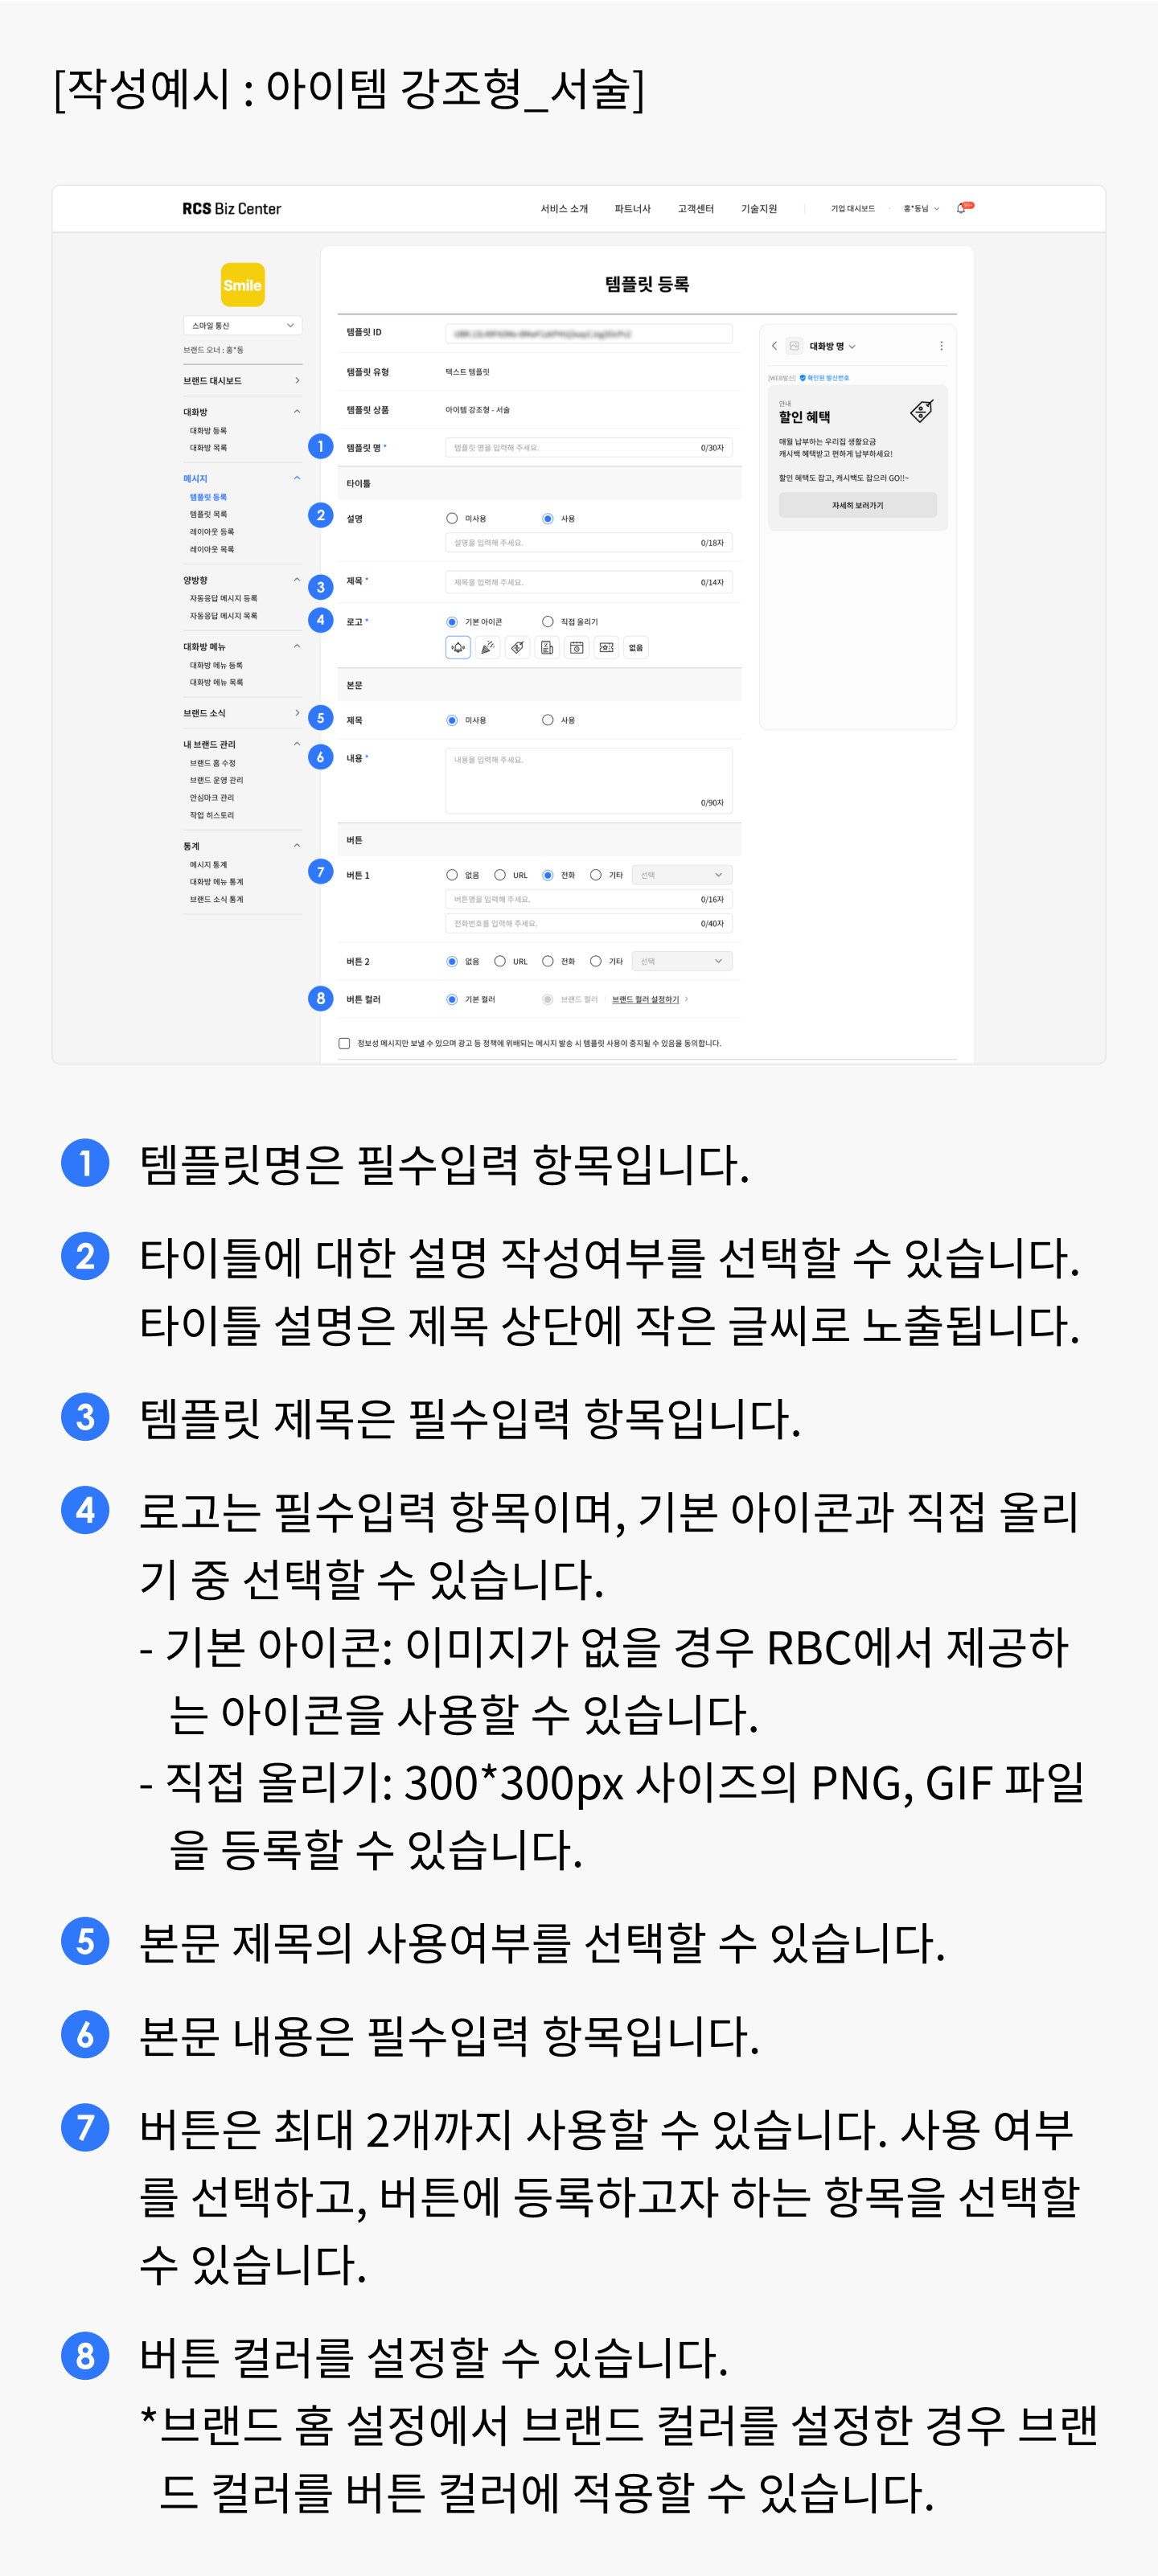 [작성예시 : 아이템 강조형_서술]
RCS Biz Center
서비스 소개 파트너사 고객센터 기술지원 기업 대시보드 홍*동님 99+
Smile
스마일 통신
브랜드 오너 : 홍*동
브랜드 대시보드
대화방
대화방 등록
대화방 목록
메시지
템플릿 등록
템플릿 목록
레이아웃 등록
레이아웃 목록
양방향
자동응답 메시지 등록
자동응답 메시지 목록
대화방 메뉴
대화방 메뉴 등록
대화방 메뉴 목록
브랜드 소식
내 브랜드 관리
브랜드 홈 수정
브랜드 운영 관리
안심마크 관리
작업 히스토리
통계
메시지 통계
대화방 메뉴 통계
브랜드 소식 통계
템플릿 등록
템플릿 ID
템플릿 유형 텍스트 템플릿
템플릿 상품 아이템 강조형 - 서술
1 템플릿 명 * 템플릿 명을 입력해 주세요. 0/30자
타이틀
2 설명 미사용 사용
설명을 입력해 주세요. 0/18자
3 제목 * 제목을 입력해 주세요. 0/14자
4 로고 * 기본 아이콘 직접 올리기
없음
본문
5 제목 미사용 사용
6 내용 * 내용을 입력해 주세요.
0/90자
버튼
7 버튼 1 없음 URL 전화 기타 선택
버튼명을 입력해 주세요. 0/16자
전화번호를 입력해 주세요. 0/40자
버튼 2 없음 URL 전화 기타 선택
8 버튼 컬러 기본 컬러 브랜드 컬러 브랜드 컬러 설정하기
정보성 메시지만 보낼 수 있으며 광고 등 정책에 위배되는 메시지 발송 시 템플릿 사용이 중지될 수 있음을 동의합니다.
대화방 명
[WEB발신] 확인된 발신번호
안내
할인 혜택
매월 납부하는 우리집 생활요금
캐시백 혜택받고 편하게 납부하세요!
할인 혜택도 잡고, 캐시백도 잡으러 GO!!~
자세히 보러가기
1 템플릿명은 필수입력 항목입니다.
2 타이틀에 대한 설명 작성여부를 선택할 수 있습니다.
타이틀 설명은 제목 상단에 작은 글씨로 노출됩니다.
3 템플릿 제목은 필수입력 항목입니다.
4 로고는 필수입력 항목이며, 기본 아이콘과 직접 올리
기 중 선택할 수 있습니다.
- 기본 아이콘: 이미지가 없을 경우 RBC에서 제공하
는 아이콘을 사용할 수 있습니다.
- 직접 올리기: 300*300px 사이즈의 PNG, GIF 파일
을 등록할 수 있습니다.
5 본문 제목의 사용여부를 선택할 수 있습니다.
6 본문 내용은 필수입력 항목입니다.
7 버튼은 최대 2개까지 사용할 수 있습니다. 사용 여부
를 선택하고, 버튼에 등록하고자 하는 항목을 선택할
수 있습니다.
8 버튼 컬러를 설정할 수 있습니다.
*브랜드 홈 설정에서 브랜드 컬러를 설정한 경우 브랜
드 컬러를 버튼 컬러에 적용할 수 있습니다.